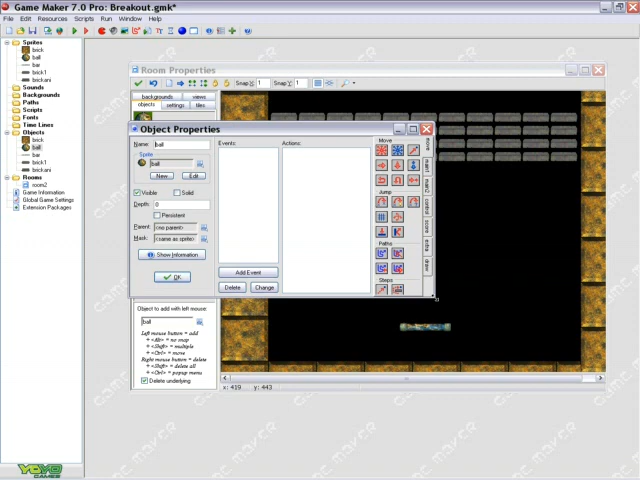 Game Maker 7.0 Pro: Breakout.gmk*
File Edit Resources Scripts Run Window Help
Sprites
brick
ball
bar
brick1
brickani
Sounds
Backgrounds
Paths
Scripts
Fonts
Time Lines
Objects
brick
ball
bar
brick1
brickani
Rooms
room2
Game Information
Global Game Settings
Extension Packages
YOYO
GAMES
Room Properties
Snap X: 1 Snap Y: 1
backgrounds views
objects settings tiles
Object Properties
Name: ball
Sprite
ball
New Edit
Visible Solid
Depth: 0
Persistent
Parent: <no parent>
Mask: <same as sprite>
Show Information
OK
Events
Add Event
Delete Change
Actions
Move
Jump
Paths
Steps
move
main1
main2
control
score
extra
draw
Object to add with left mouse:
ball
Left mouse button = add
+ <Alt> = no snap
+ <Shift> = multiple
+ <Ctrl> = move
Right mouse button = delete
+ <Shift> = delete all
+ <Ctrl> = popup menu
Delete underlying
x: 419 y: 443